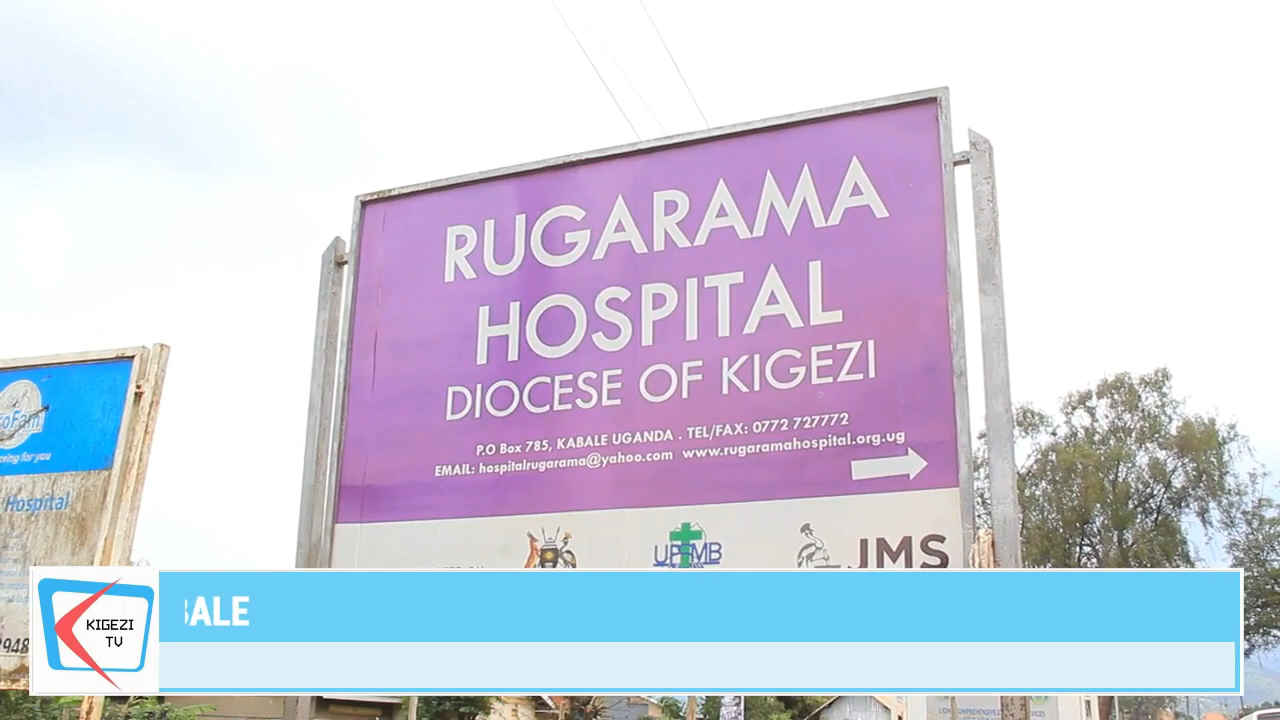 RUGARAMA
HOSPITAL
DIOCESE OF KIGEZI
P.O Box 785, KABALE UGANDA . TEL/FAX: 0772 727772
EMAIL: hospitalrugarama@yahoo.com www.rugaramahospital.org.ug
UPMB
JMS
Hospital
BALE
KIGEZI
TV